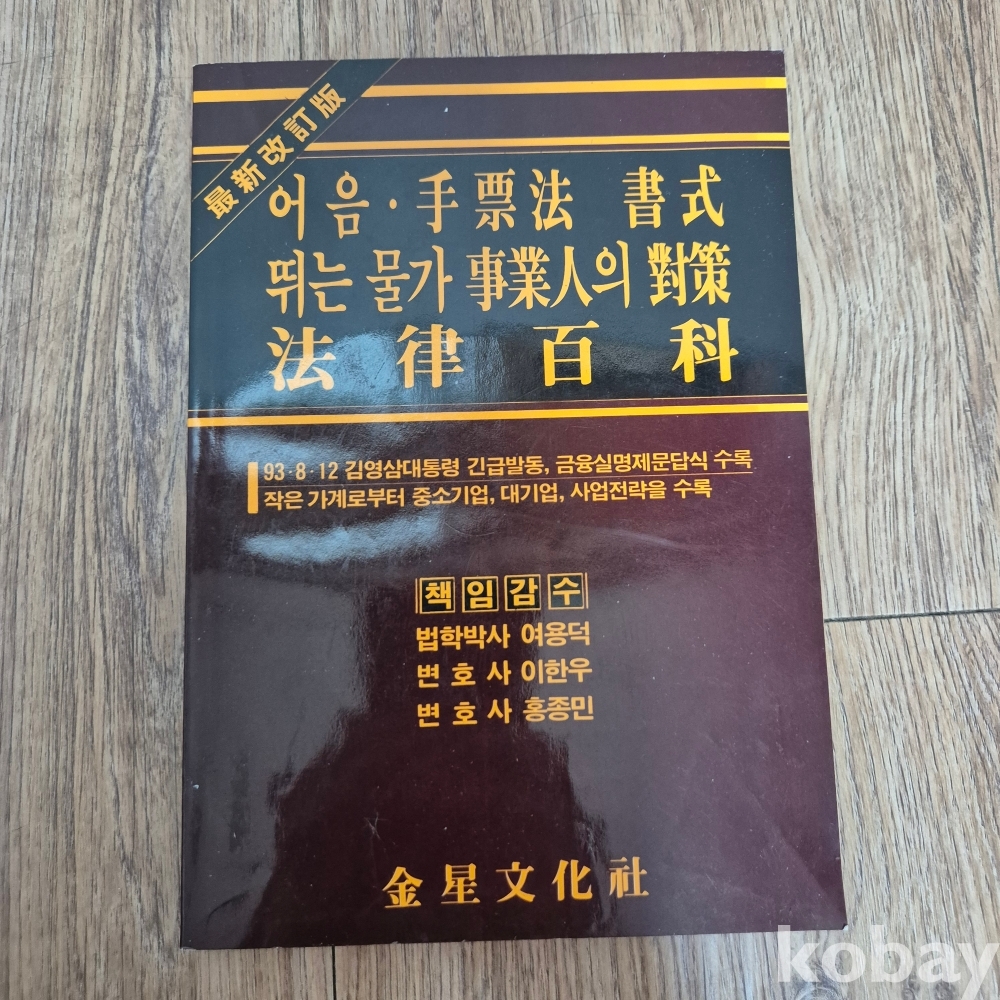 最新改訂版
어음·手票法 書式
뛰는 물가 事業人의 對策
法律百科
93·8·12 김영삼대통령 긴급발동, 금융실명제문답식 수록
작은 가계로부터 중소기업, 대기업, 사업전략을 수록
책임감수
법학박사 여용덕
변호사 이한우
변호사 홍종민
金星文化社
kobay